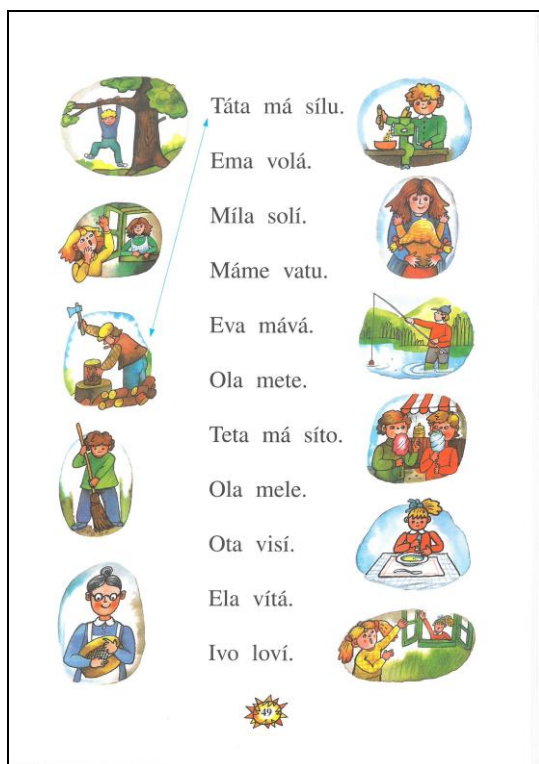 Táta má sílu.
Ema volá.
Míla solí.
Máme vatu.
Eva mává.
Ola mete.
Teta má síto.
Ola mele.
Ota visí.
Ela vítá.
Ivo loví.
49